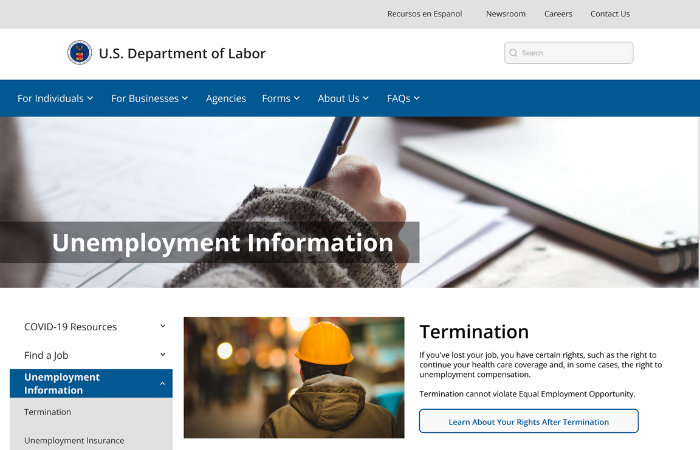 Recursos en Espanol Newsroom Careers Contact Us
U.S. Department of Labor
Search
For Individuals For Businesses Agencies Forms About Us FAQs
Unemployment Information
COVID-19 Resources
Find a Job
Unemployment
Information
Termination
Unemployment Insurance
Termination
If you've lost your job, you have certain rights, such as the right to
continue your health care coverage and, in some cases, the right to
unemployment compensation.
Termination cannot violate Equal Employment Opportunity.
Learn About Your Rights After Termination